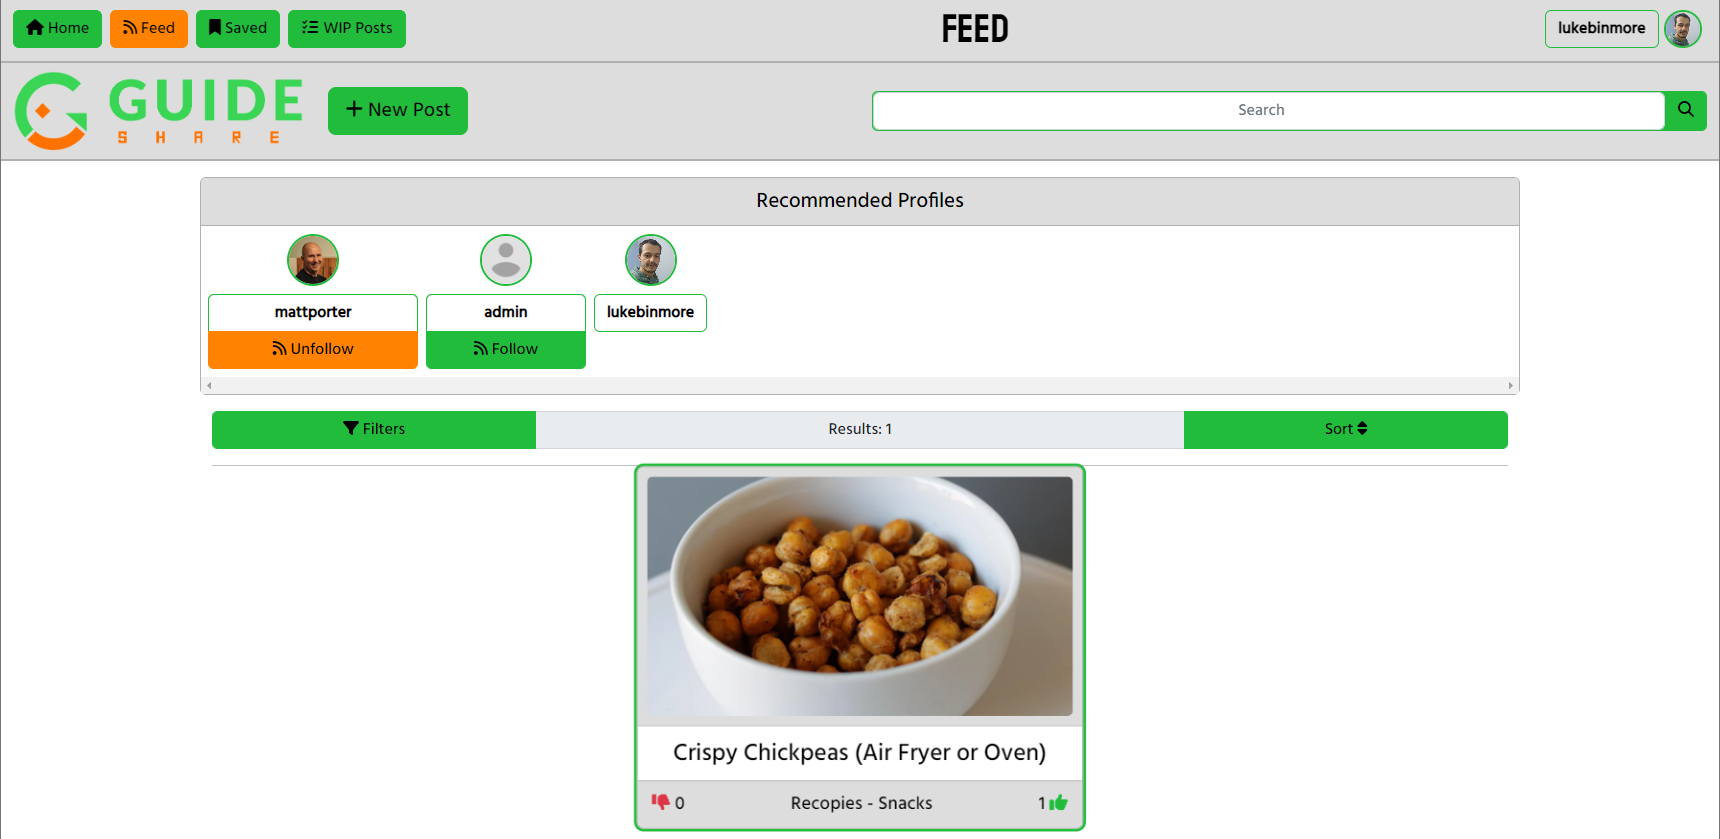 Home Feed Saved WIP Posts FEED lukebinmore
GUIDE
SHARE
New Post
Search
Recommended Profiles
mattporter admin lukebinmore
Unfollow Follow
Filters Results: 1 Sort
Crispy Chickpeas (Air Fryer or Oven)
0 Recopies - Snacks 1